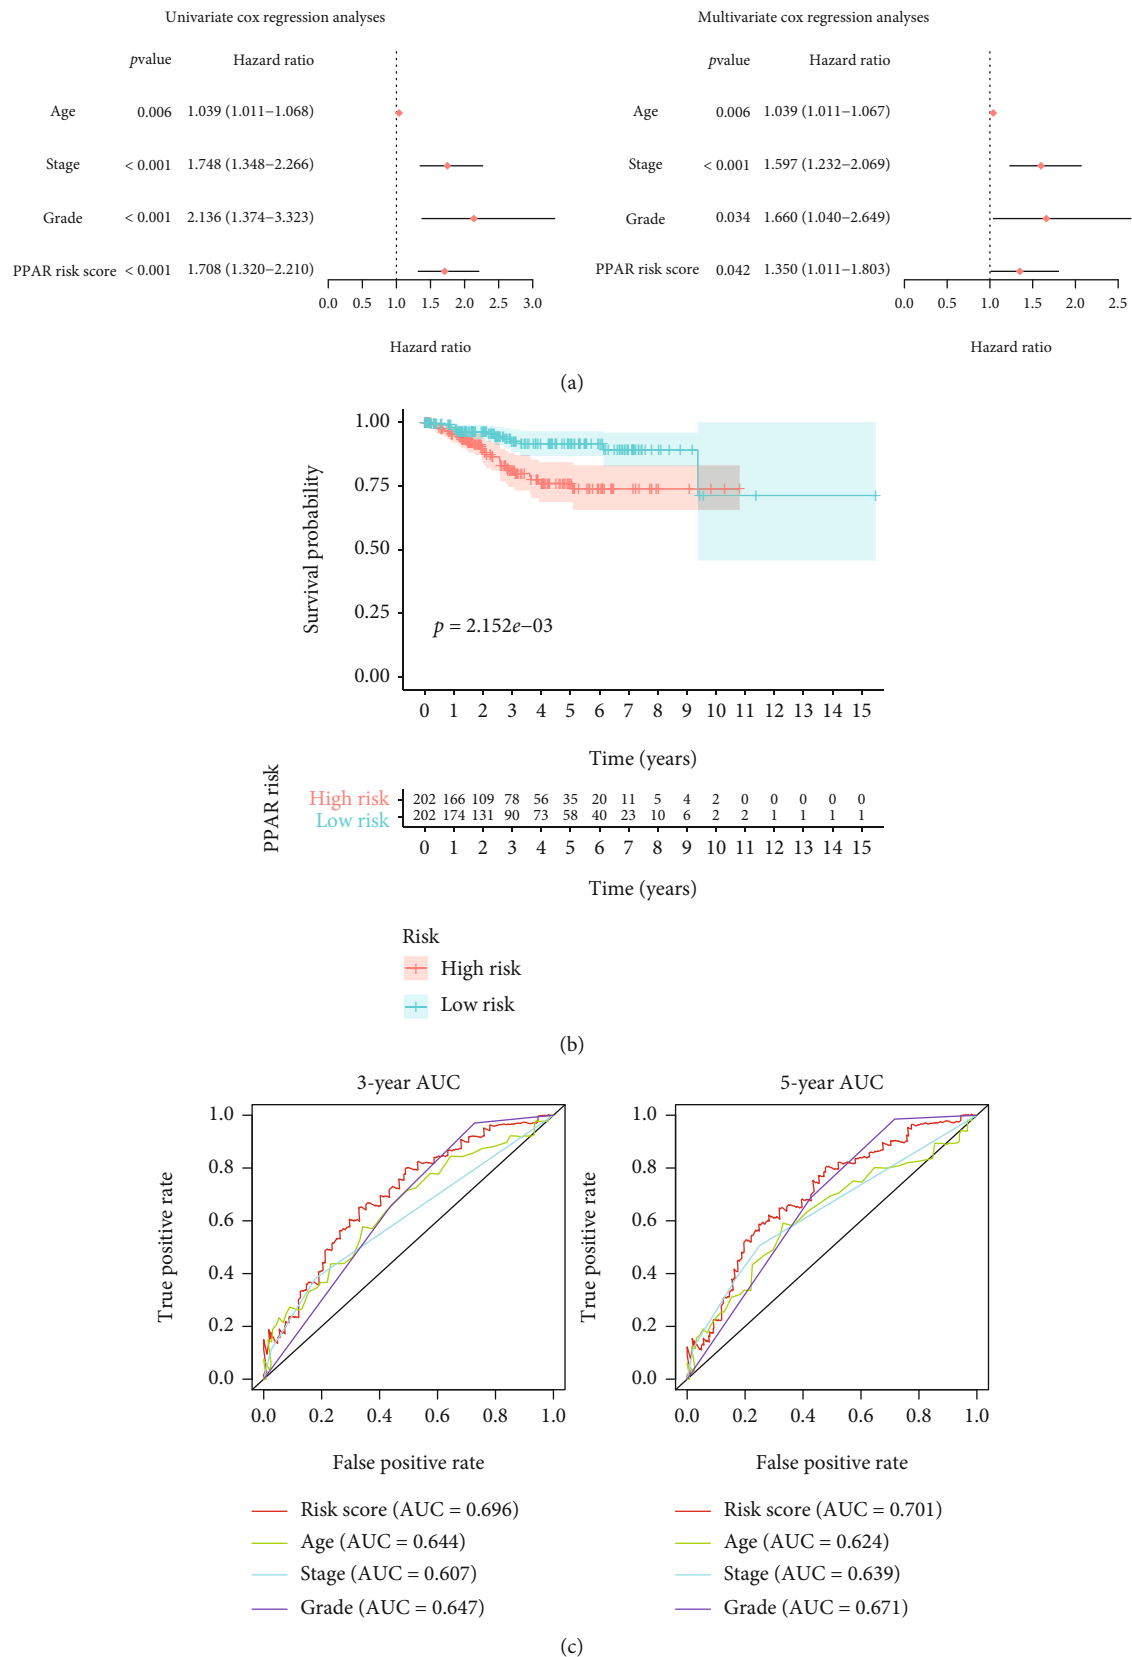 Univariate cox regression analyses
pvalue Hazard ratio
Age 0.006 1.039 (1.011–1.068)
Stage < 0.001 1.748 (1.348–2.266)
Grade < 0.001 2.136 (1.374–3.323)
PPAR risk score < 0.001 1.708 (1.320–2.210)
0.0 0.5 1.0 1.5 2.0 2.5 3.0
Hazard ratio
Multivariate cox regression analyses
pvalue Hazard ratio
Age 0.006 1.039 (1.011–1.067)
Stage <0.001 1.597 (1.232–2.069)
Grade 0.034 1.660 (1.040–2.649)
PPAR risk score 0.042 1.350 (1.011–1.803)
0.0 1.0 1.0 1.5 2.0 2.5
Hazard ratio
(a)
Survival probability
1.00
0.75
0.50
0.25
0.00
p = 2.152e–03
0 1 2 3 4 5 6 7 8 9 10 11 12 13 14 15
Time (years)
PPAR risk
High risk 202 166 109 78 56 35 20 11 5 4 2 0 0 0 0 0
Low risk 202 174 131 90 73 58 40 23 10 6 2 2 1 1 1 1
0 1 2 3 4 5 6 7 8 9 10 11 12 13 14 15
Time (years)
Risk
High risk
Low risk
(b)
3-year AUC
True positive rate
1.0
0.8
0.6
0.4
0.2
0.0
0.0 0.2 0.4 0.6 0.8 1.0
False positive rate
Risk score (AUC = 0.696)
Age (AUC = 0.644)
Stage (AUC = 0.607)
Grade (AUC = 0.647)
5-year AUC
True positive rate
1.0
0.8
0.6
0.4
0.2
0.0
0.0 0.2 0.4 0.6 0.8 1.0
False positive rate
Risk score (AUC = 0.701)
Age (AUC = 0.624)
Stage (AUC = 0.639)
Grade (AUC = 0.671)
(c)